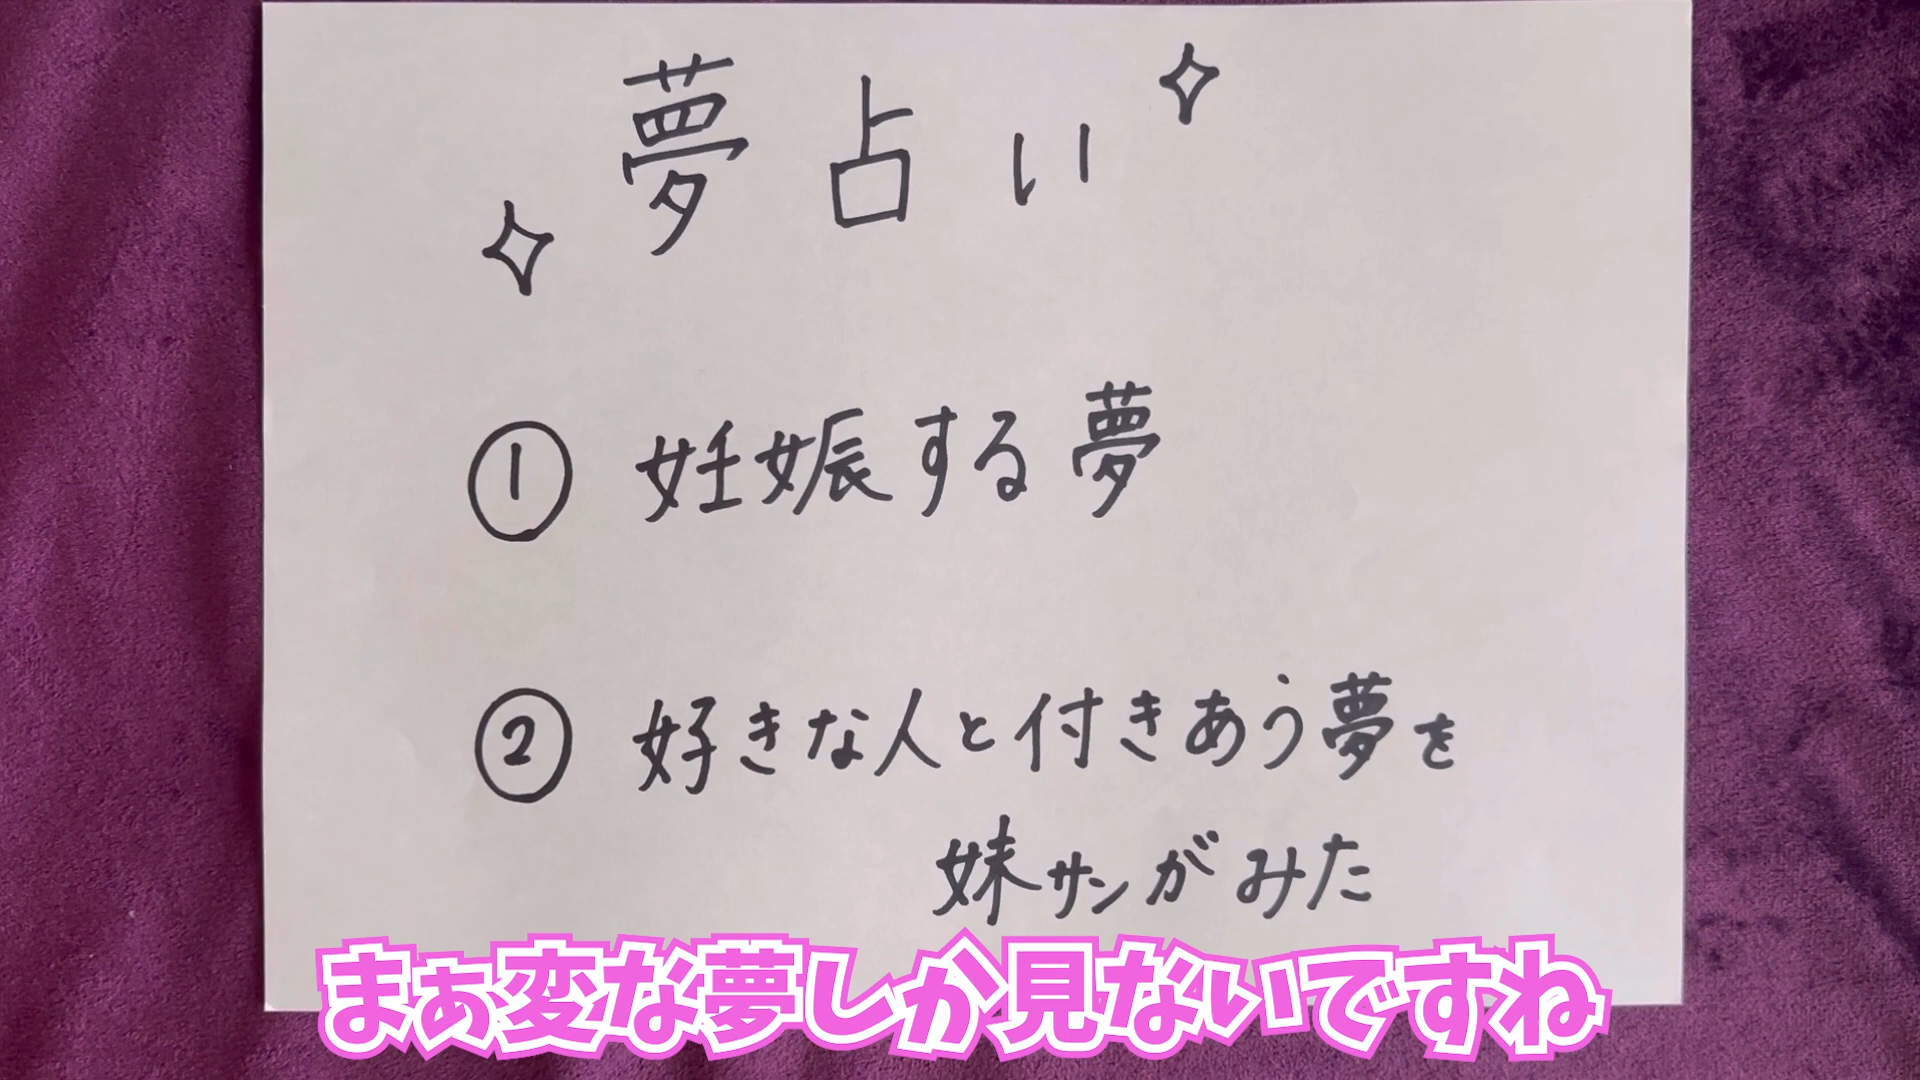 夢占い
① 妊娠する夢
② 好きな人と付きあう夢を
妹サンがみた
まぁ変な夢しか見ないですね